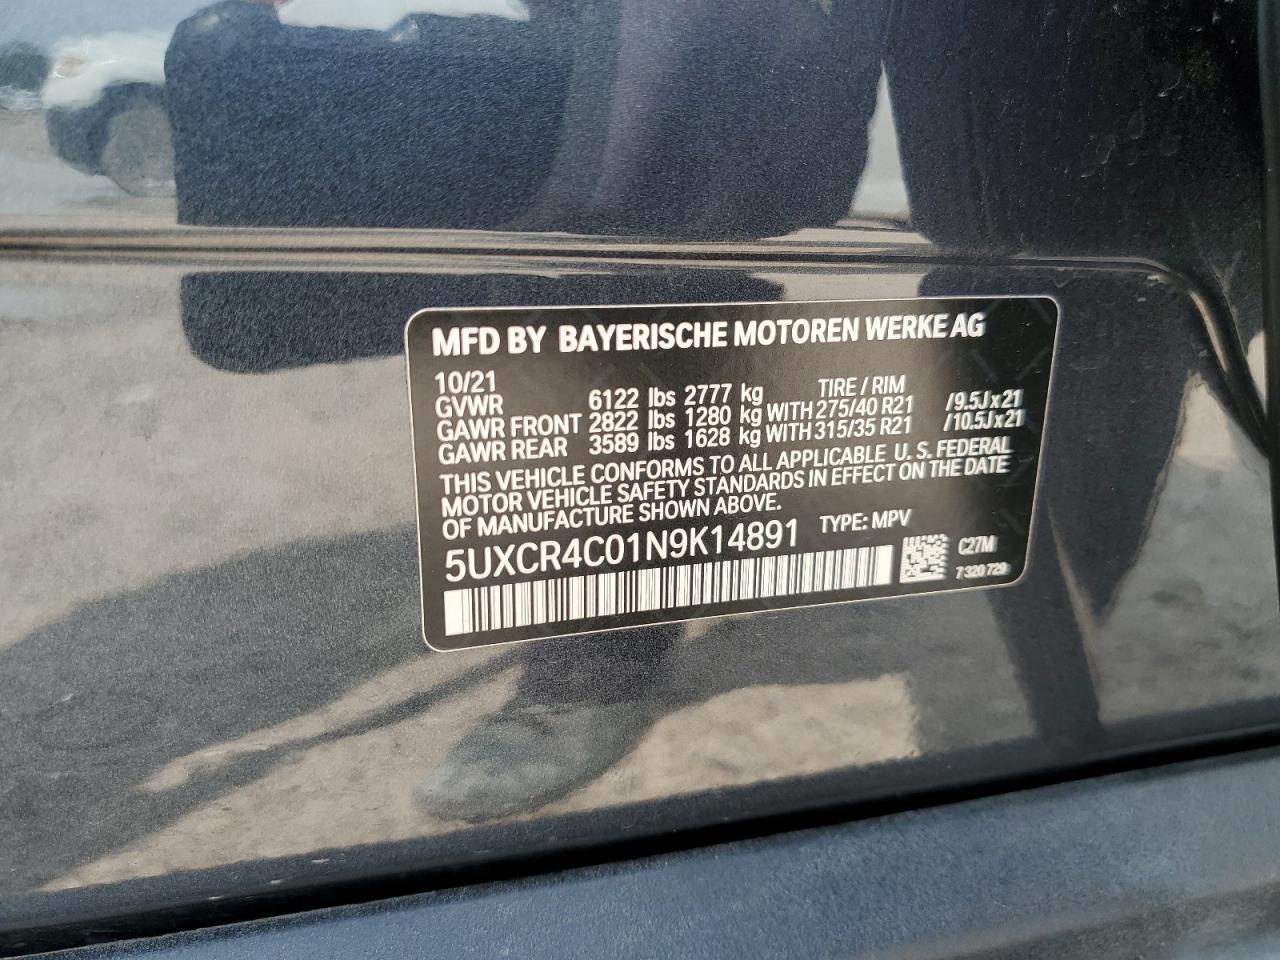 MFD BY BAYERISCHE MOTOREN WERKE AG
10/21 TIRE / RIM
GVWR 6122 lbs 2777 kg
GAWR FRONT 2822 lbs 1280 kg WITH 275/40 R21 /9.5Jx21
GAWR REAR 3589 lbs 1628 kg WITH 315/35 R21 /10.5Jx21
THIS VEHICLE CONFORMS TO ALL APPLICABLE U. S. FEDERAL
MOTOR VEHICLE SAFETY STANDARDS IN EFFECT ON THE DATE
OF MANUFACTURE SHOWN ABOVE.
5UXCR4C01N9K14891 TYPE: MPV
C27M
7 320 729